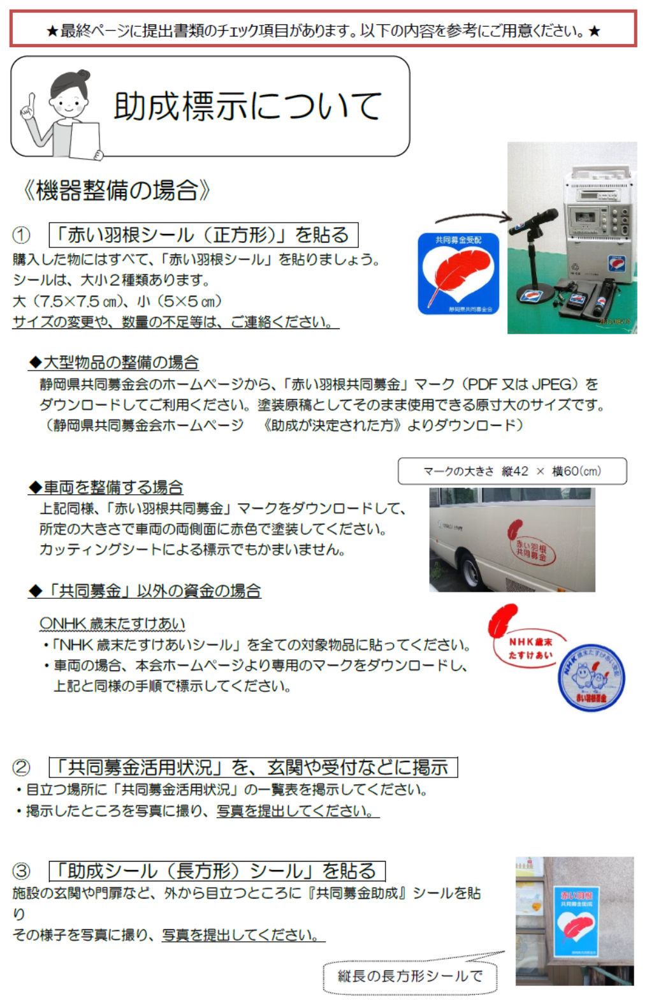 ★最終ページに提出書類のチェック項目があります。以下の内容を参考にご用意ください。★
助成標示について
《機器整備の場合》
① 「赤い羽根シール（正方形）」を貼る
購入した物にはすべて、「赤い羽根シール」を貼りましょう。
シールは、大小２種類あります。
大（7.5×7.5 ㎝）、小（5×5 ㎝）
サイズの変更や、数量の不足等は、ご連絡ください。
共同募金受配
静岡県共同募金会
◆大型物品の整備の場合
静岡県共同募金会のホームページから、「赤い羽根共同募金」マーク（PDF 又は JPEG）を
ダウンロードしてご利用ください。塗装原稿としてそのまま使用できる原寸大のサイズです。
（静岡県共同募金会ホームページ　《助成が決定された方》よりダウンロード）
マークの大きさ 縦42 × 横60(cm)
◆車両を整備する場合
上記同様、「赤い羽根共同募金」マークをダウンロードして、
所定の大きさで車両の両側面に赤色で塗装してください。
カッティングシートによる標示でもかまいません。
赤い羽根
共同募金
◆「共同募金」以外の資金の場合
○NHK 歳末たすけあい
・「NHK 歳末たすけあいシール」を全ての対象物品に貼ってください。
・車両の場合、本会ホームページより専用のマークをダウンロードし、
上記と同様の手順で標示してください。
NHK歳末
たすけあい
NHK歳末たすけあい受配
赤い羽根募金
② 「共同募金活用状況」を、玄関や受付などに掲示
・目立つ場所に「共同募金活用状況」の一覧表を掲示してください。
・掲示したところを写真に撮り、写真を提出してください。
③ 「助成シール（長方形）シール」を貼る
施設の玄関や門扉など、外から目立つところに『共同募金助成』シールを貼
り
その様子を写真に撮り、写真を提出してください。
赤い羽根
共同募金助成
縦長の長方形シールで